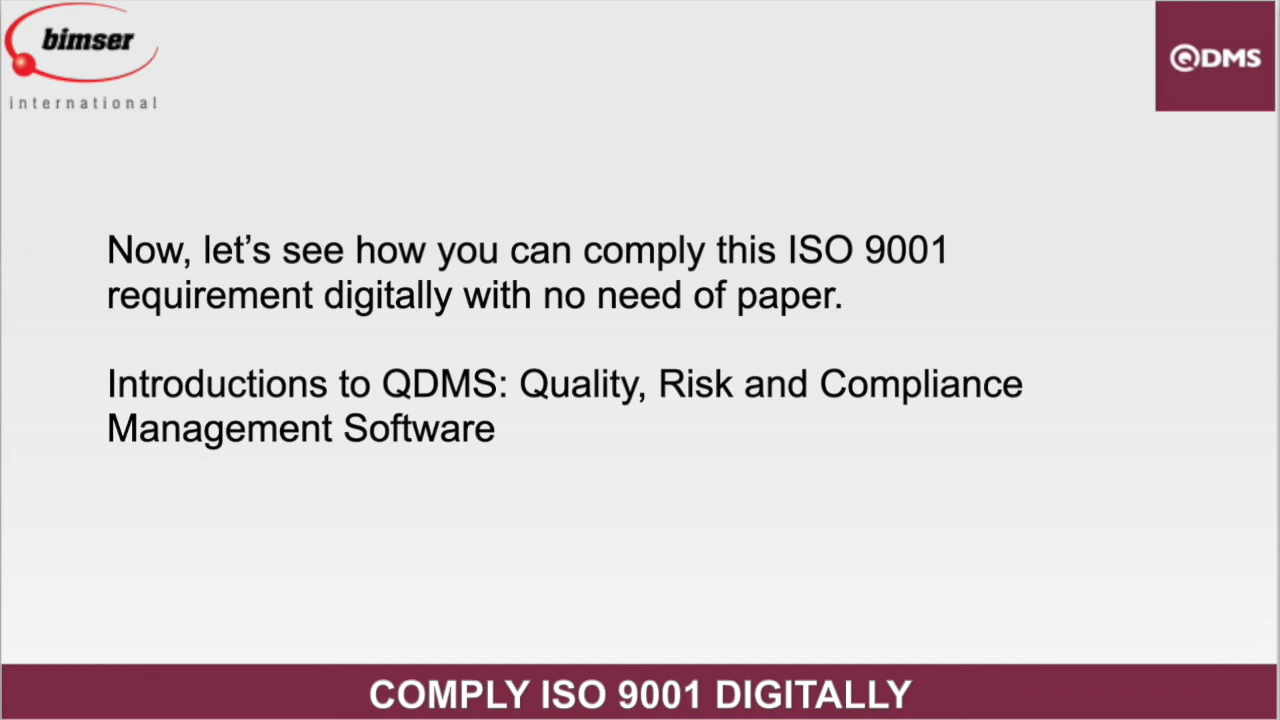 bimser
international
QDMS
Now, let’s see how you can comply this ISO 9001
requirement digitally with no need of paper.
Introductions to QDMS: Quality, Risk and Compliance
Management Software
COMPLY ISO 9001 DIGITALLY